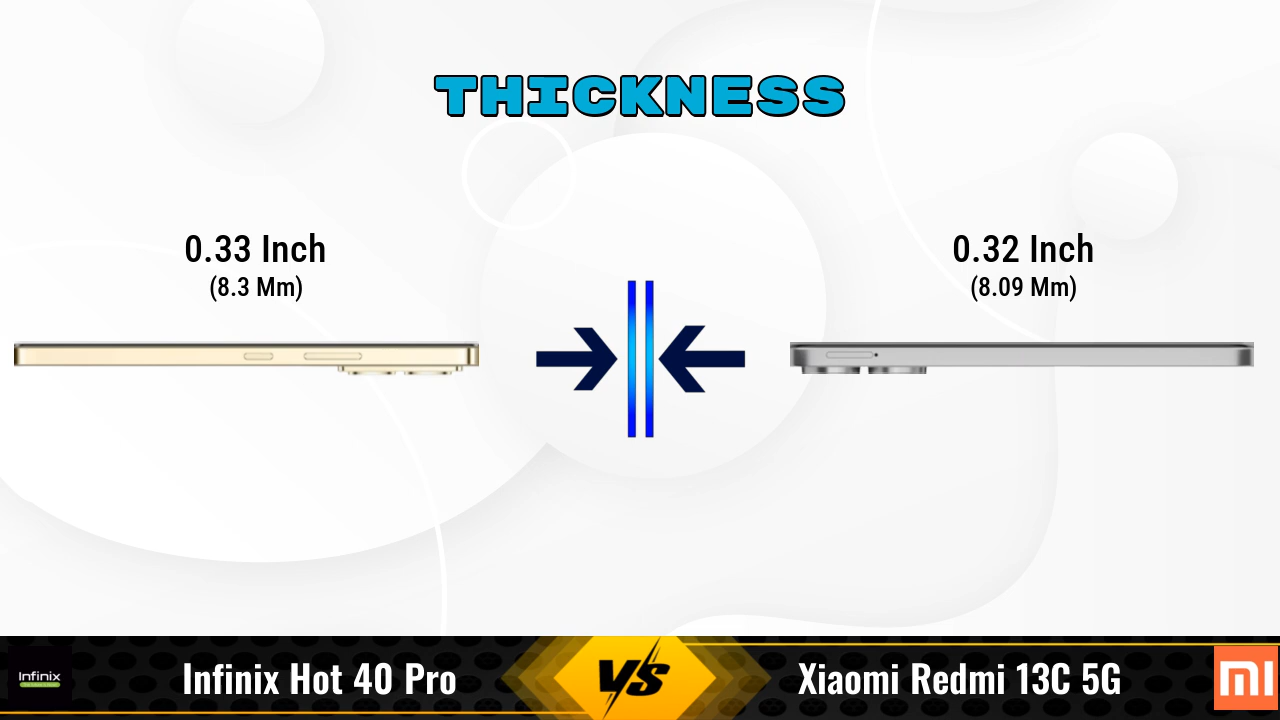 THICKNESS
0.33 Inch
(8.3 Mm)
0.32 Inch
(8.09 Mm)
Infinix
Infinix Hot 40 Pro
VS
Xiaomi Redmi 13C 5G
MI